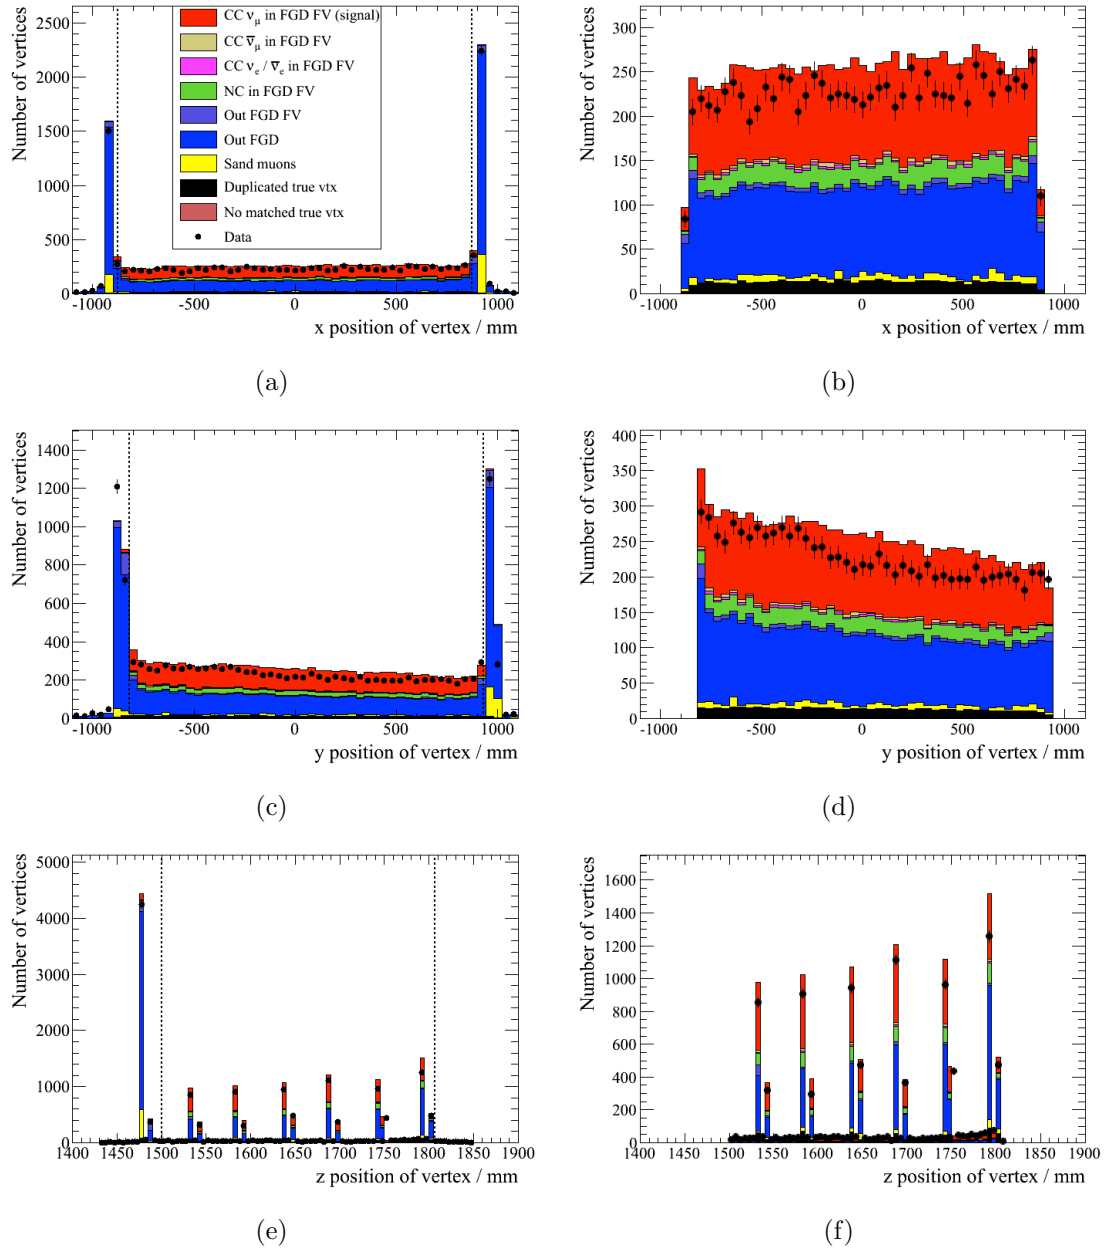 Number of vertices
2500
2000
1500
1000
500
0
-1000 -500 0 500 1000
x position of vertex / mm
CC νμ in FGD FV (signal)
CC ν̅μ in FGD FV
CC νe / ν̅e in FGD FV
NC in FGD FV
Out FGD FV
Out FGD
Sand muons
Duplicated true vtx
No matched true vtx
Data
(a)
Number of vertices
300
250
200
150
100
50
0
-1000 -500 0 500 1000
x position of vertex / mm
(b)
Number of vertices
1400
1200
1000
800
600
400
200
0
-1000 -500 0 500 1000
y position of vertex / mm
(c)
Number of vertices
400
350
300
250
200
150
100
50
0
-1000 -500 0 500 1000
y position of vertex / mm
(d)
Number of vertices
5000
4000
3000
2000
1000
0
1400 1450 1500 1550 1600 1650 1700 1750 1800 1850 1900
z position of vertex / mm
(e)
Number of vertices
1600
1400
1200
1000
800
600
400
200
0
1400 1450 1500 1550 1600 1650 1700 1750 1800 1850 1900
z position of vertex / mm
(f)